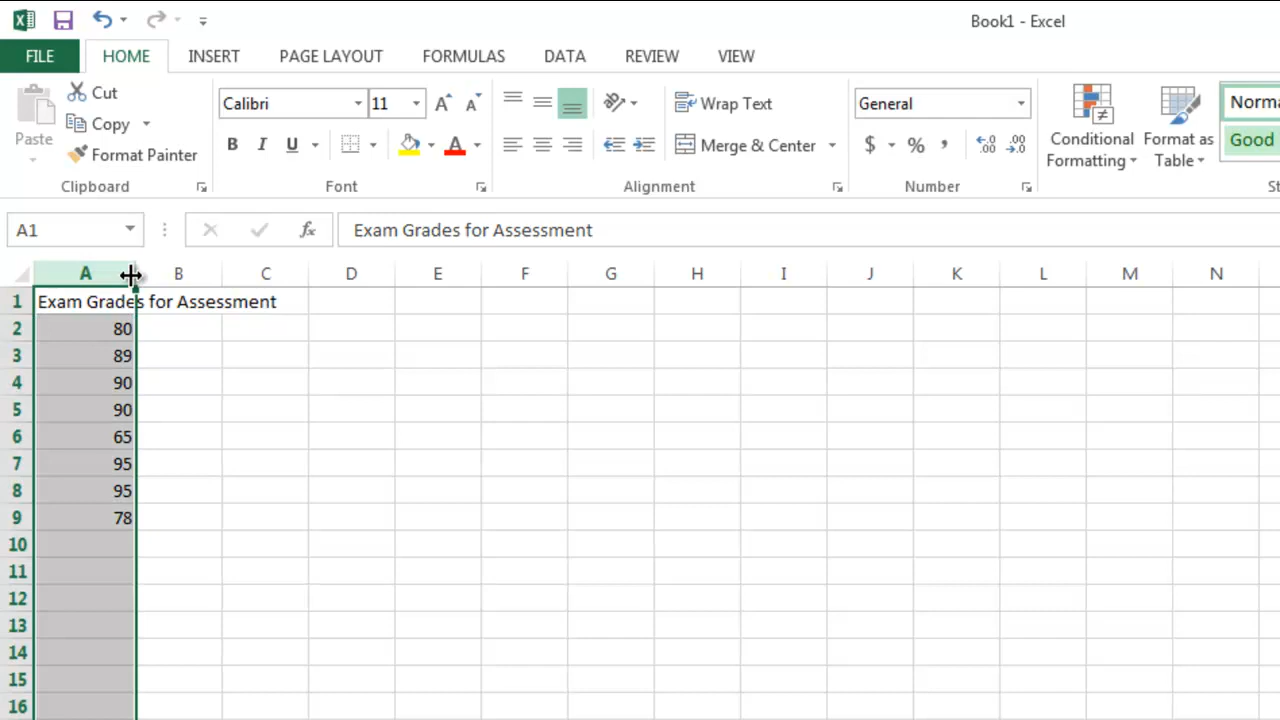 Book1 - Excel
FILE HOME INSERT PAGE LAYOUT FORMULAS DATA REVIEW VIEW
Paste
Cut
Copy
Format Painter
Clipboard
Calibri 11
A A
B I U A
Font
Wrap Text
Merge & Center
Alignment
General
$ % , .00 .00
Number
Conditional
Formatting
Format as
Table
Norma
Good
St
A1 fx Exam Grades for Assessment
A B C D E F G H I J K L M N
1 Exam Grades for Assessment
2 80
3 89
4 90
5 90
6 65
7 95
8 95
9 78
10
11
12
13
14
15
16